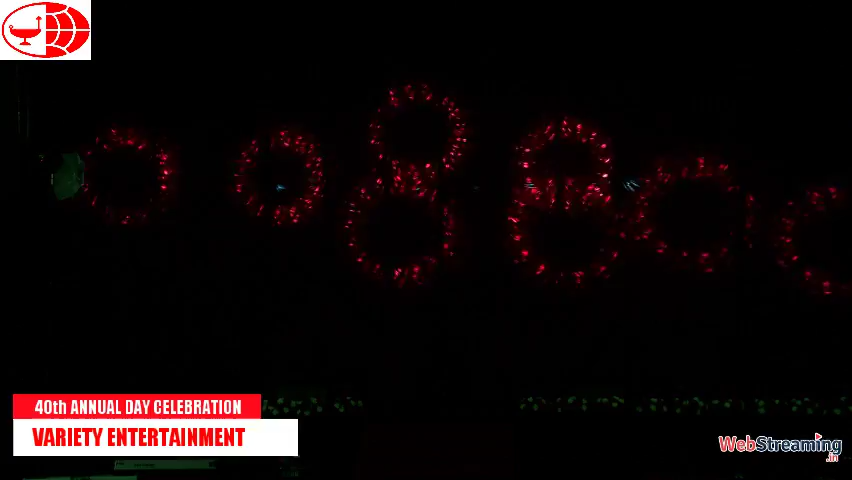 40th ANNUAL DAY CELEBRATION
VARIETY ENTERTAINMENT
WebStreaming
.in